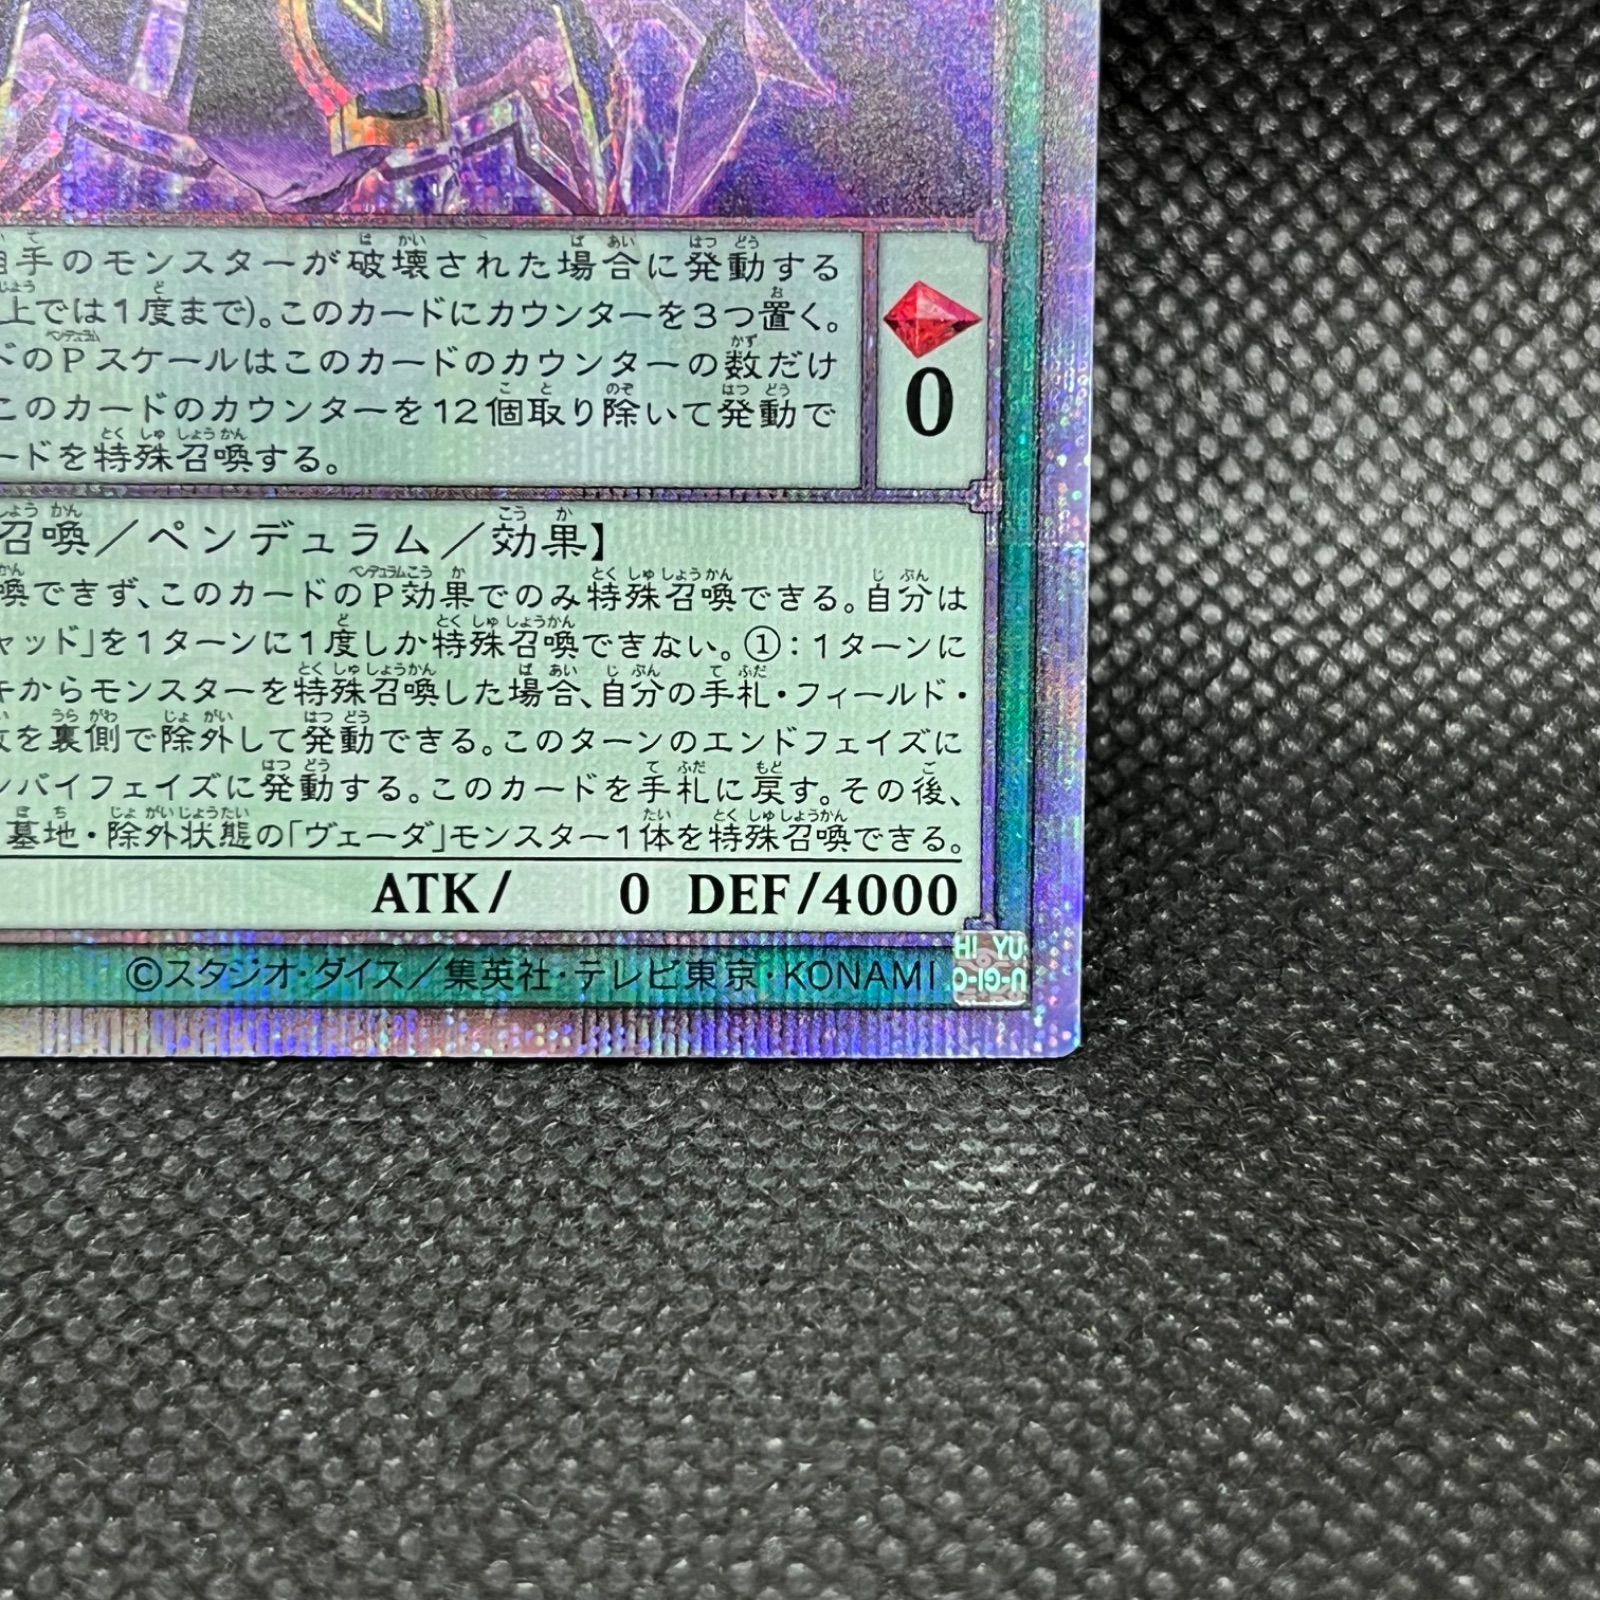 手のモンスターが破壊された場合に発動する
上では1度まで)。このカードにカウンターを3つ置く。
ドのPスケールはこのカードのカウンターの数だけ
このカードのカウンターを12個取り除いて発動で
ードを特殊召喚する。
0
召喚/ペンデュラム/効果】
喚できず、このカードのP効果でのみ特殊召喚できる。自分は
ャッド」を1ターンに1度しか特殊召喚できない。①:1ターンに
キからモンスターを特殊召喚した場合、自分の手札・フィールド・
を裏側で除外して発動できる。このターンのエンドフェイズに
ンバイフェイズに発動する。このカードを手札に戻す。その後、
墓地・除外状態の「ヴェーダ」モンスター1体を特殊召喚できる。
ATK/ 0 DEF/4000
©スタジオ・ダイス/集英社・テレビ東京・KONAMI